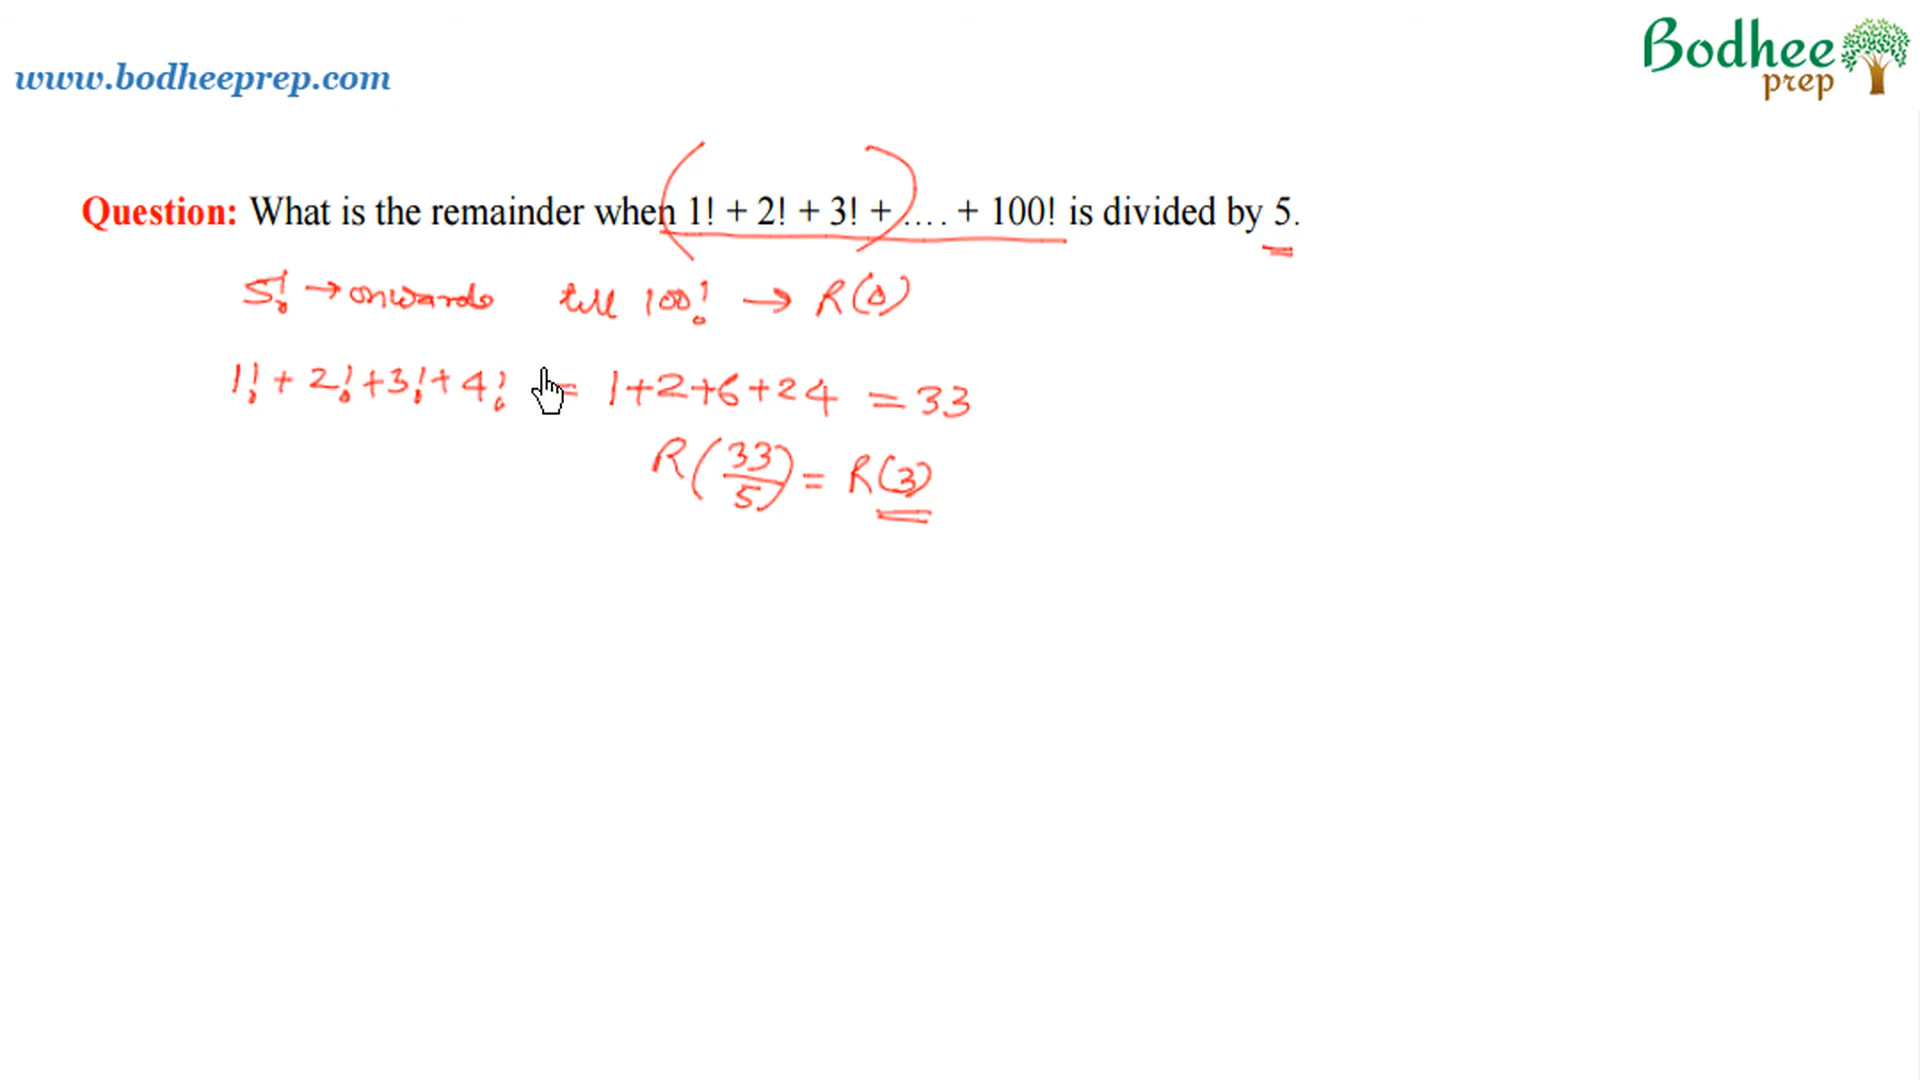 www.bodheeprep.com
Bodhee
prep
Question: What is the remainder when 1! + 2! + 3! + .... + 100! is divided by 5.
5! → onwards till 100! → R(0)
1! + 2! + 3! + 4! = 1+2+6+24 = 33
R(33/5) = R(3)